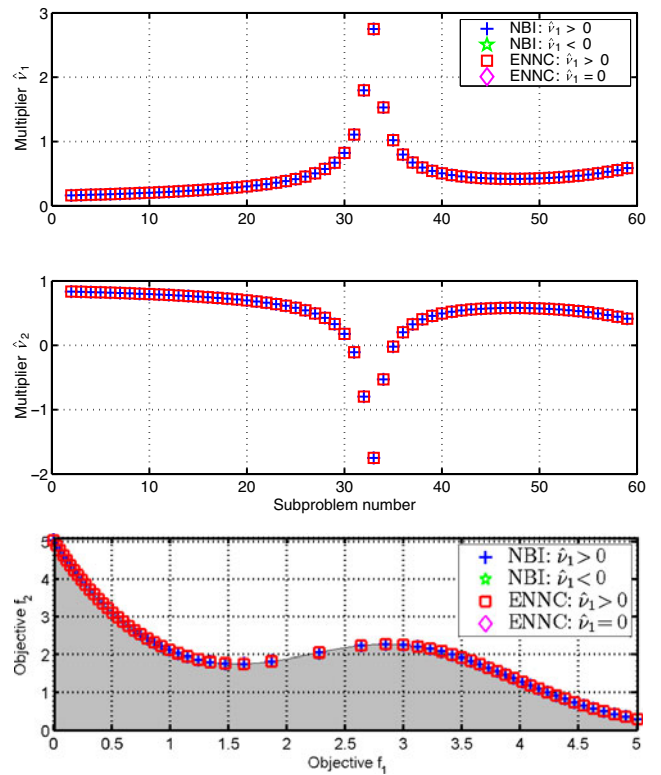 3
2
1
0
0 10 20 30 40 50 60
Multiplier ν̂₁
NBI: ν̂₁ > 0
NBI: ν̂₁ < 0
ENNC: ν̂₁ > 0
ENNC: ν̂₁ = 0
1
0
−1
−2
0 10 20 30 40 50 60
Multiplier ν̂₂
Subproblem number
5
4
3
2
1
0
0 0.5 1 1.5 2 2.5 3 3.5 4 4.5 5
Objective f₂
Objective f₁
NBI: ν̂₁ > 0
NBI: ν̂₁ < 0
ENNC: ν̂₁ > 0
ENNC: ν̂₁ = 0